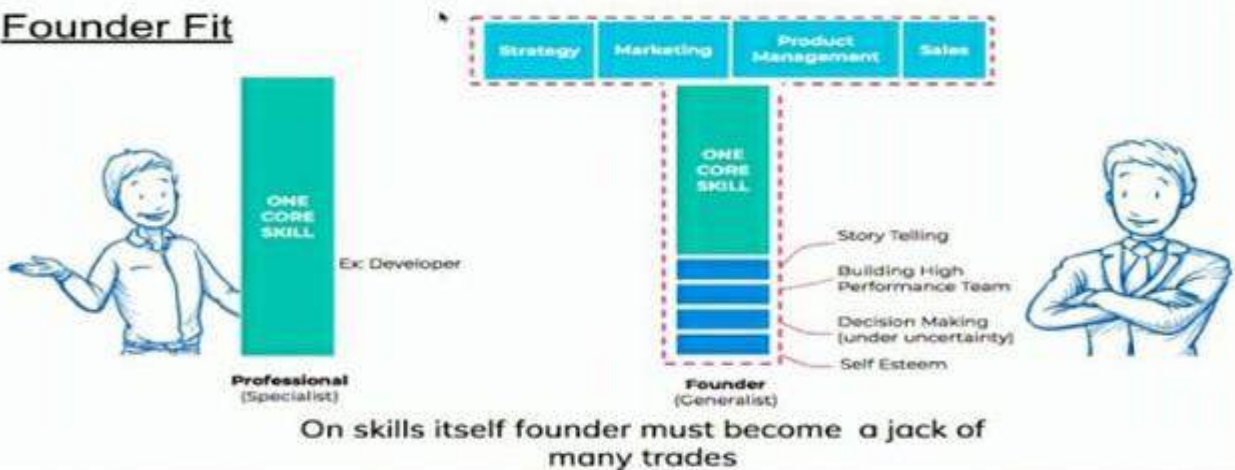 Founder Fit
Strategy
Marketing
Product
Management
Sales
ONE
CORE
SKILL
Ex: Developer
Professional
(Specialist)
ONE
CORE
SKILL
Story Telling
Building High
Performance Team
Decision Making
(under uncertainty)
Self Esteem
Founder
(Generalist)
On skills itself founder must become a jack of
many trades